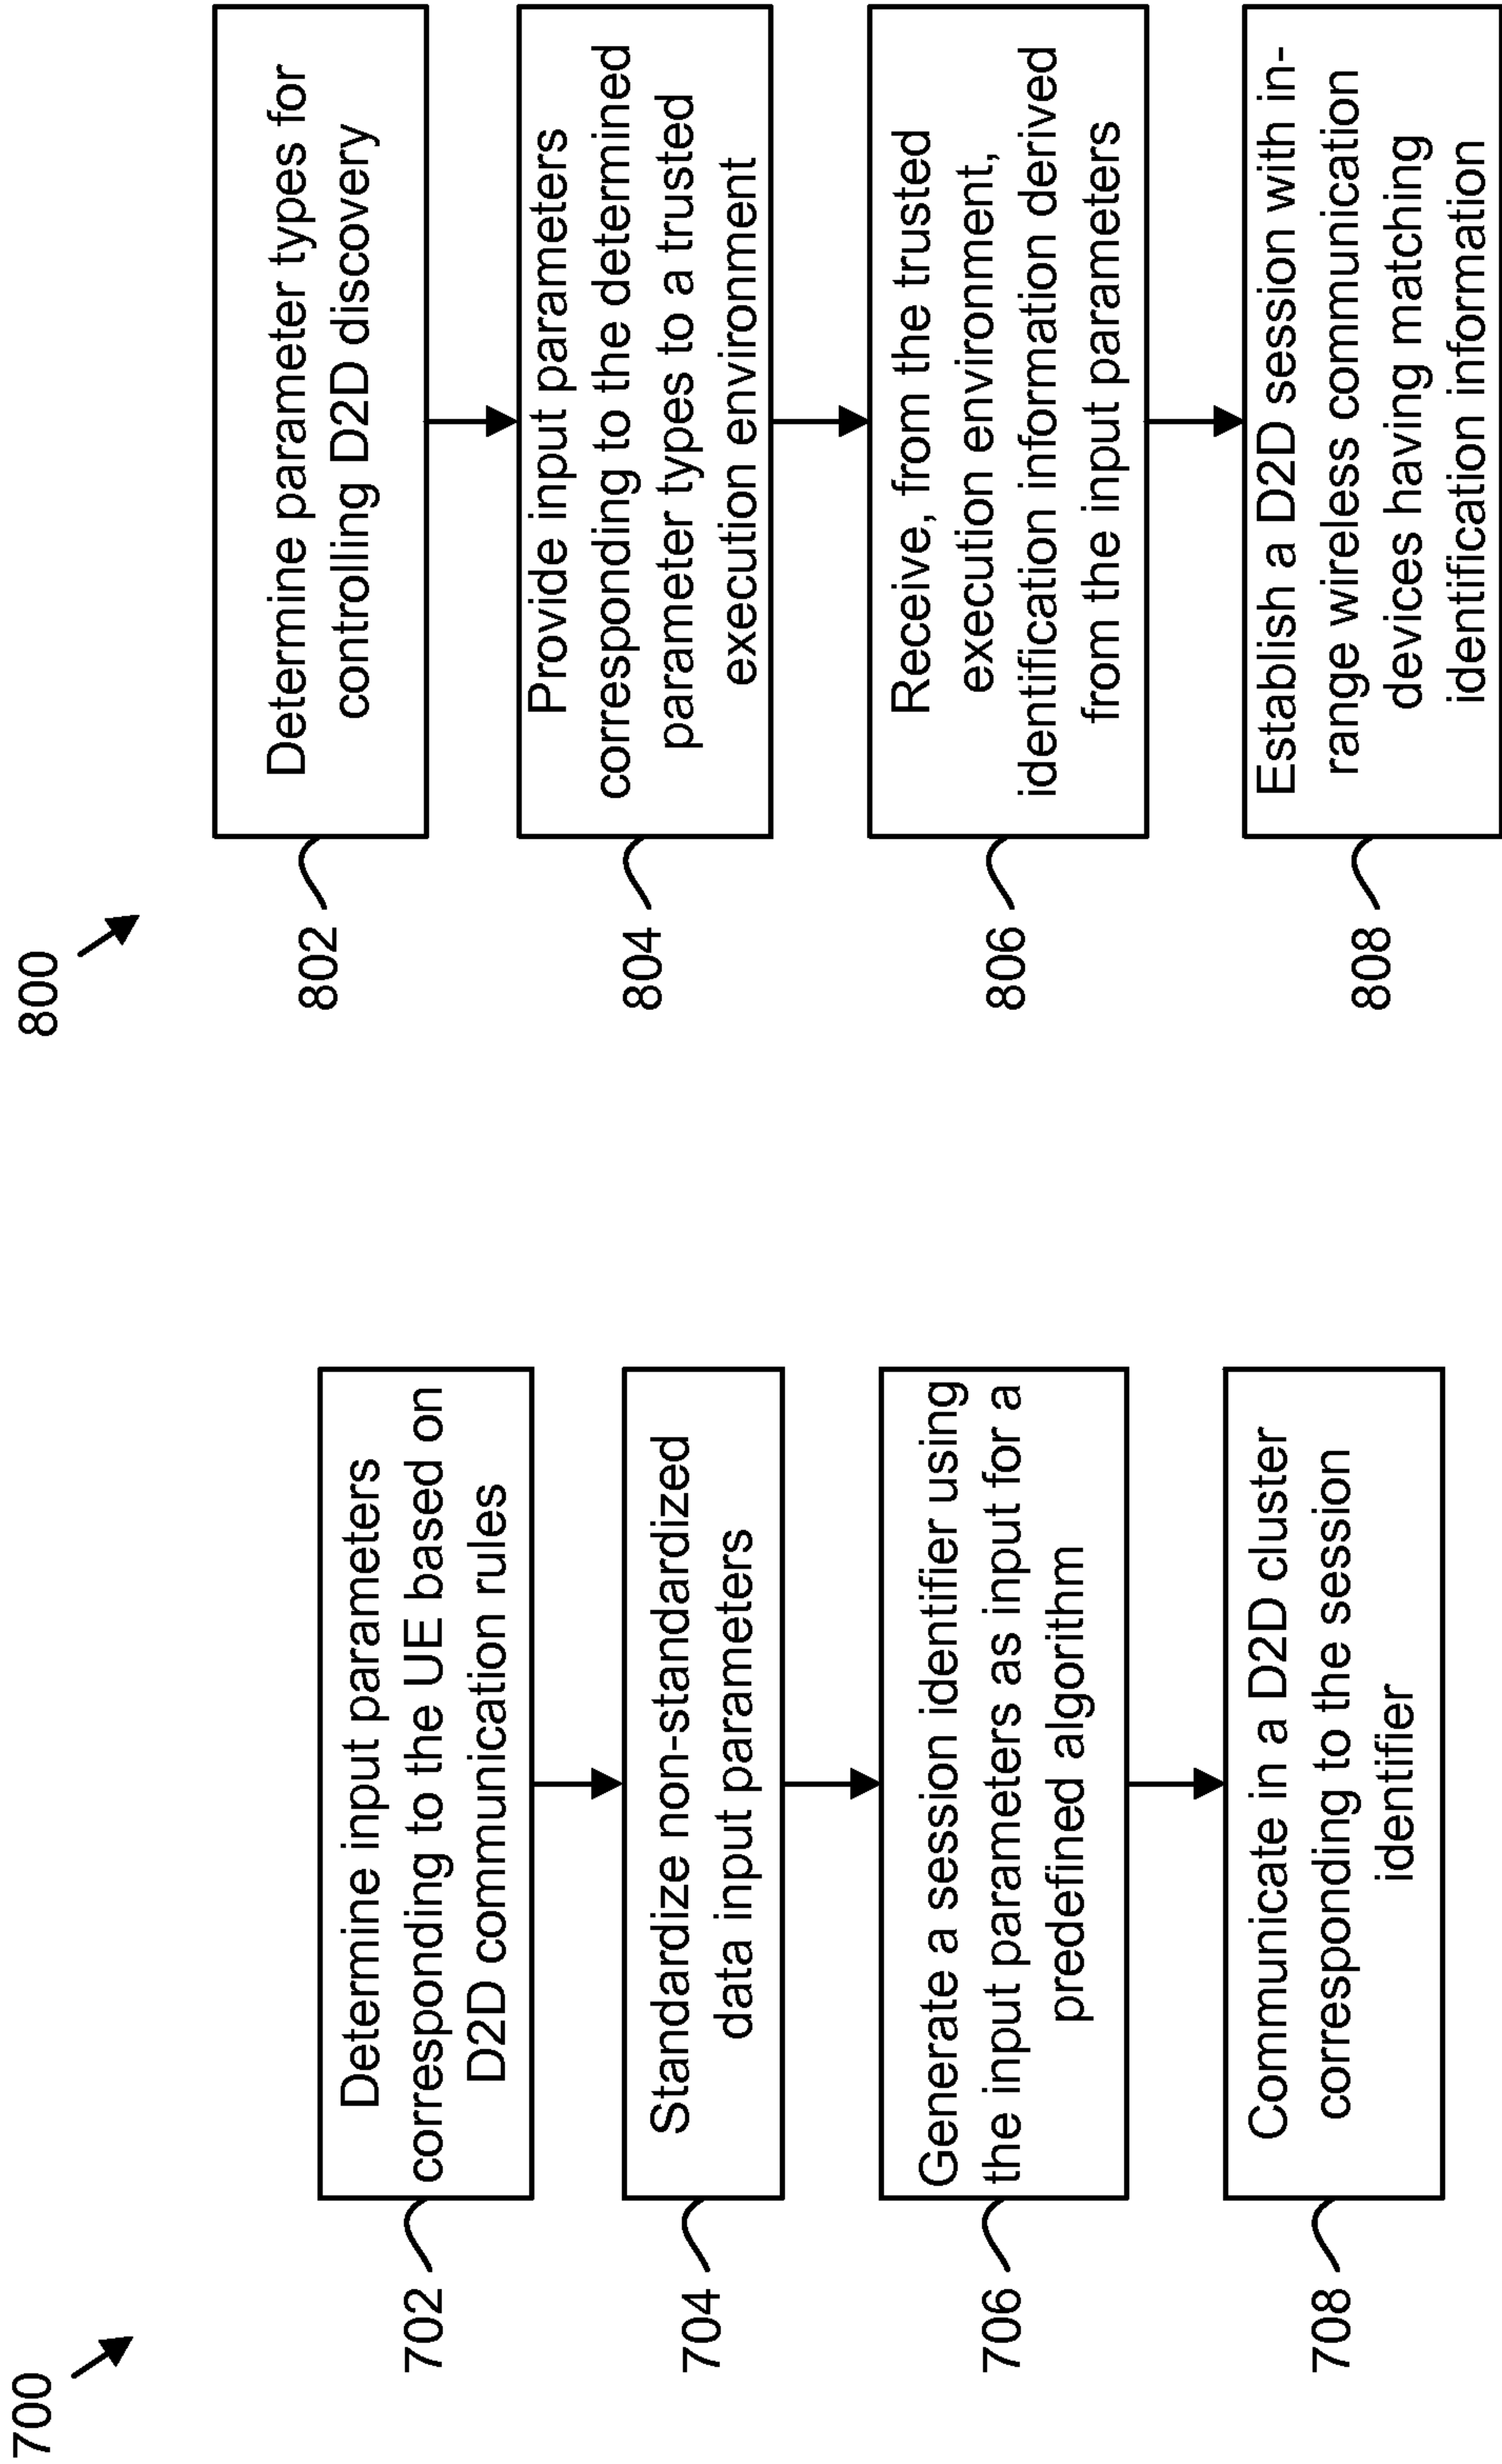 700
702
Determine input parameters
corresponding to the UE based on
D2D communication rules
704
Standardize non-standardized
data input parameters
706
Generate a session identifier using
the input parameters as input for a
predefined algorithm
708
Communicate in a D2D cluster
corresponding to the session
identifier
800
802
Determine parameter types for
controlling D2D discovery
804
Provide input parameters
corresponding to the determined
parameter types to a trusted
execution environment
806
Receive, from the trusted
execution environment,
identification information derived
from the input parameters
808
Establish a D2D session with in-
range wireless communication
devices having matching
identification information